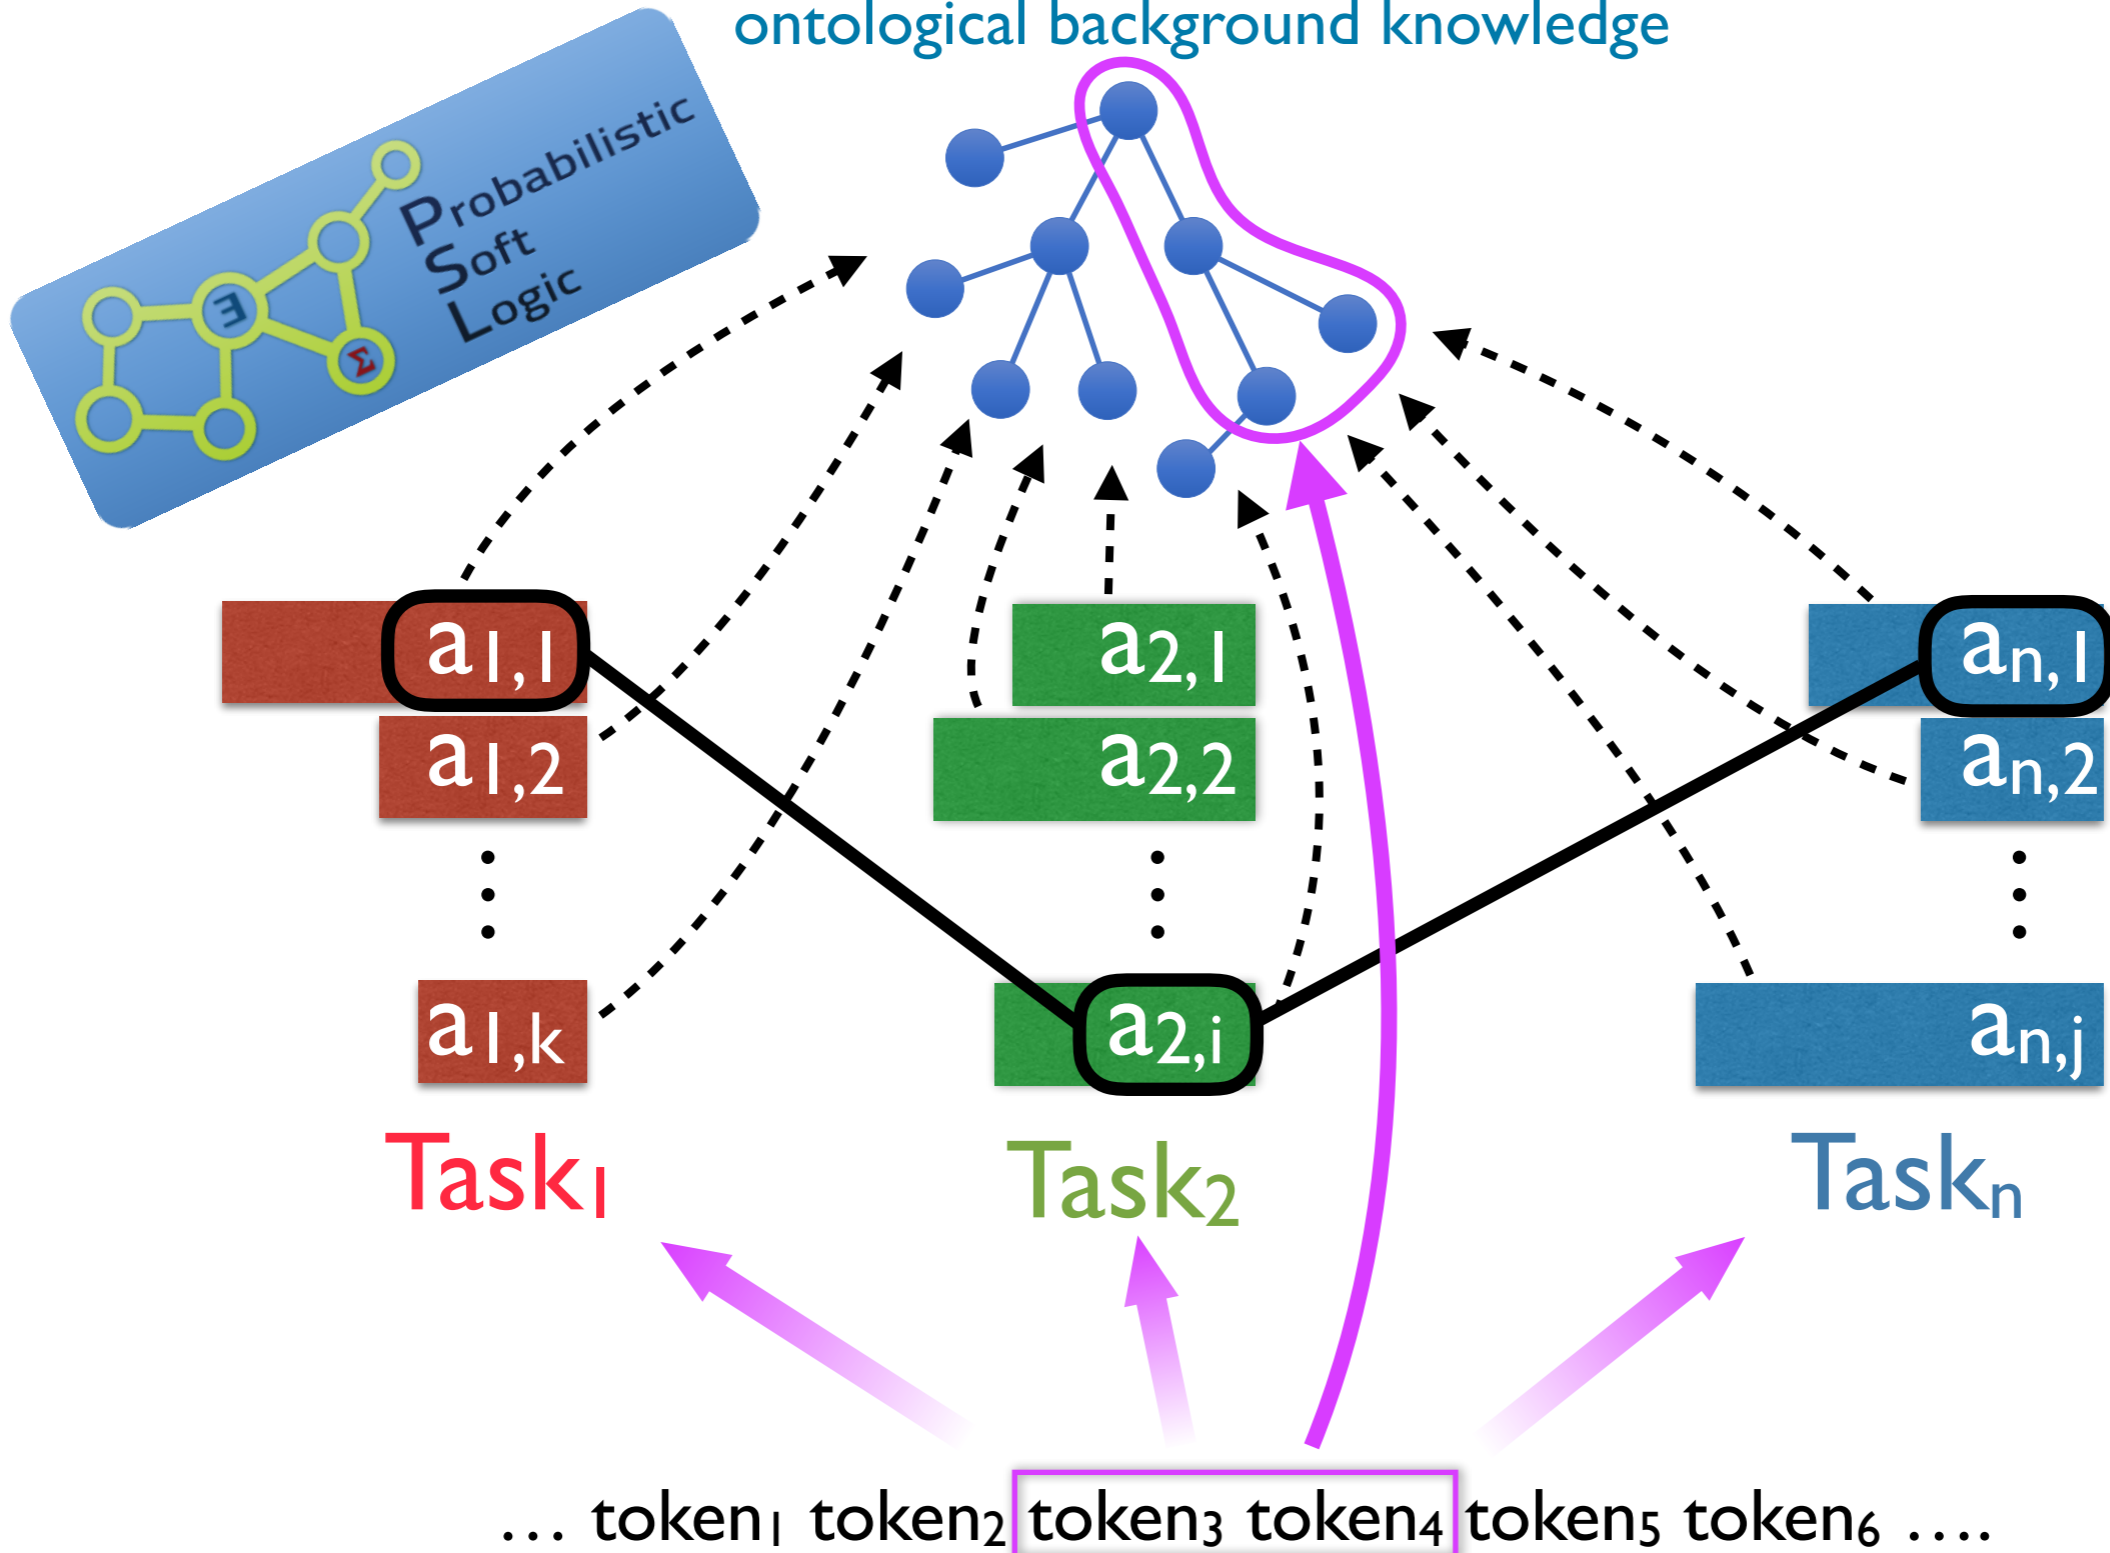 ontological background knowledge
Probabilistic
Soft
Logic
∃
Σ
a1,1 a2,1 an,1
a1,2 a2,2 an,2
a1,k a2,i an,j
Task1 Task2 Taskn
… token1 token2 token3 token4 token5 token6 ….